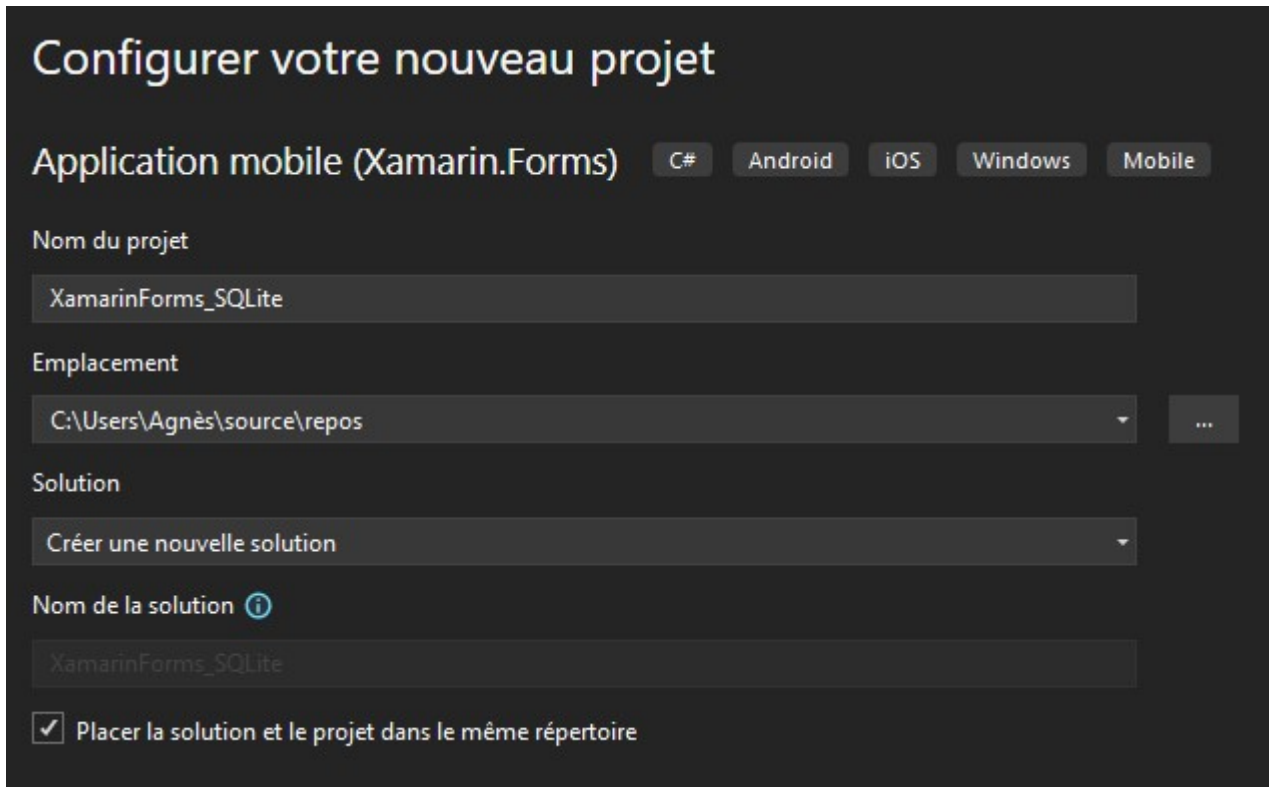 Configurer votre nouveau projet
Application mobile (Xamarin.Forms) C# Android iOS Windows Mobile
Nom du projet
XamarinForms_SQLite
Emplacement
C:\Users\Agnès\source\repos
...
Solution
Créer une nouvelle solution
Nom de la solution
XamarinForms_SQLite
Placer la solution et le projet dans le même répertoire